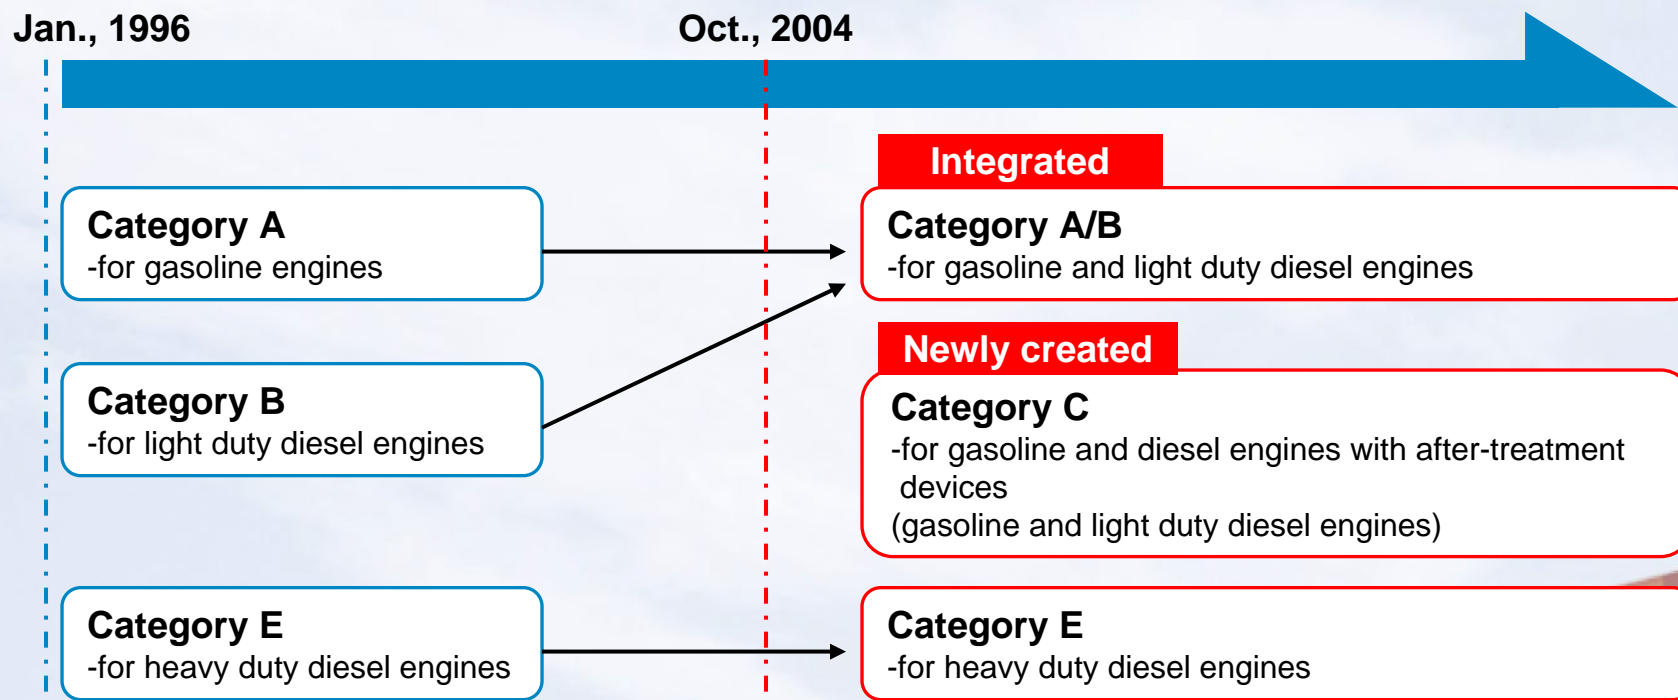 Jan., 1996
Oct., 2004
Integrated
Category A
-for gasoline engines
Category A/B
-for gasoline and light duty diesel engines
Newly created
Category B
-for light duty diesel engines
Category C
-for gasoline and diesel engines with after-treatment
devices
(gasoline and light duty diesel engines)
Category E
-for heavy duty diesel engines
Category E
-for heavy duty diesel engines